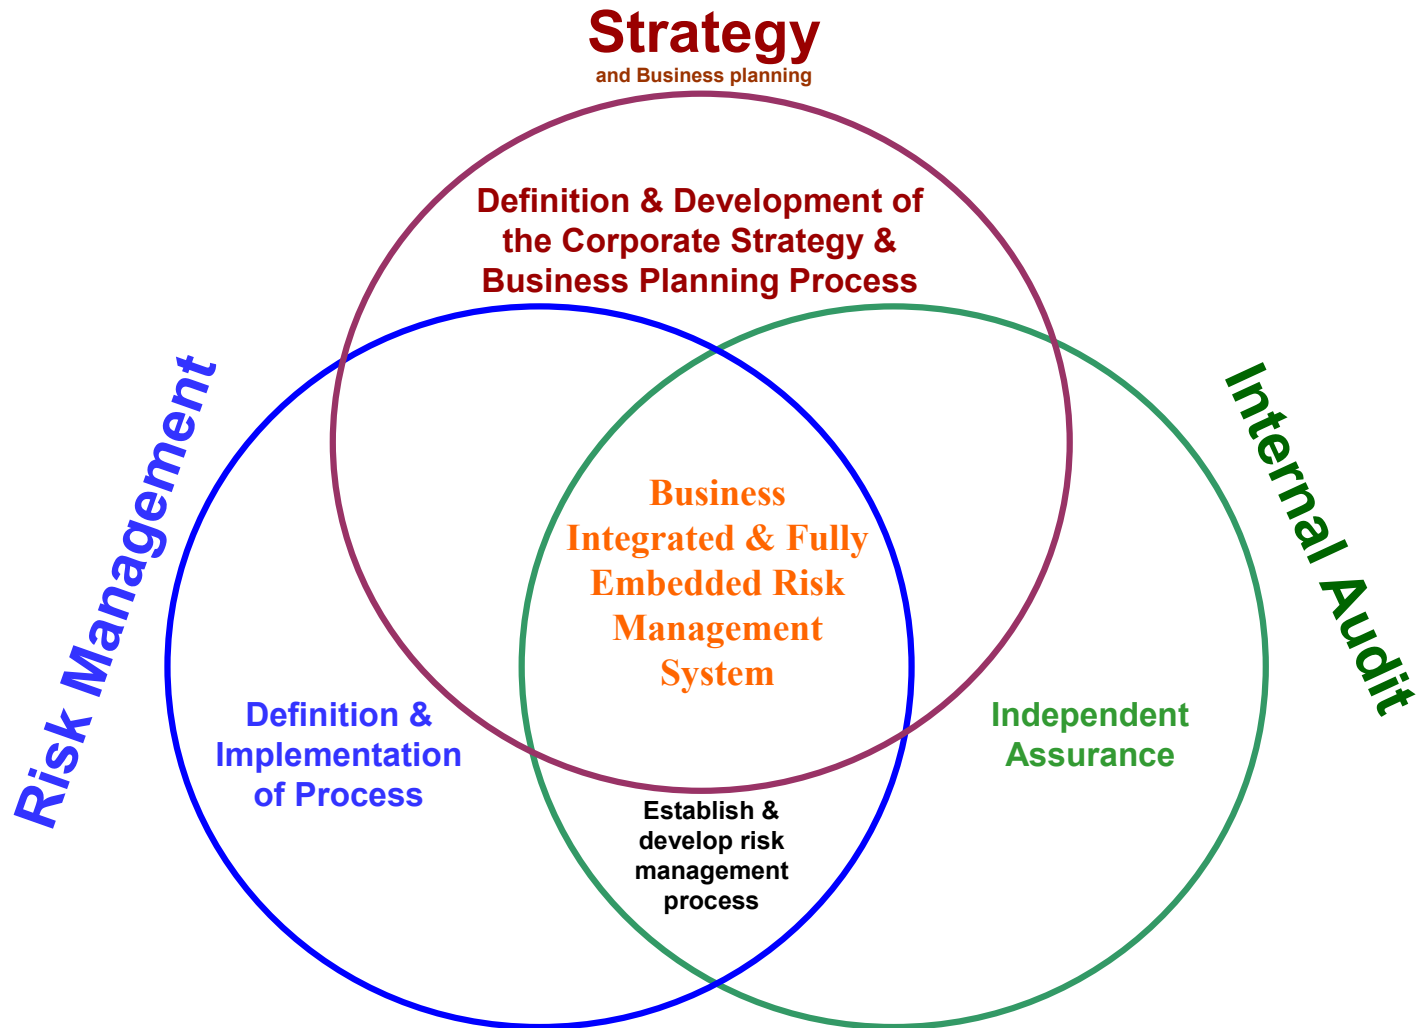 Strategy
and Business planning
Definition & Development of
the Corporate Strategy &
Business Planning Process
Risk Management
Internal Audit
Business
Integrated & Fully
Embedded Risk
Management
System
Definition &
Implementation
of Process
Independent
Assurance
Establish &
develop risk
management
process